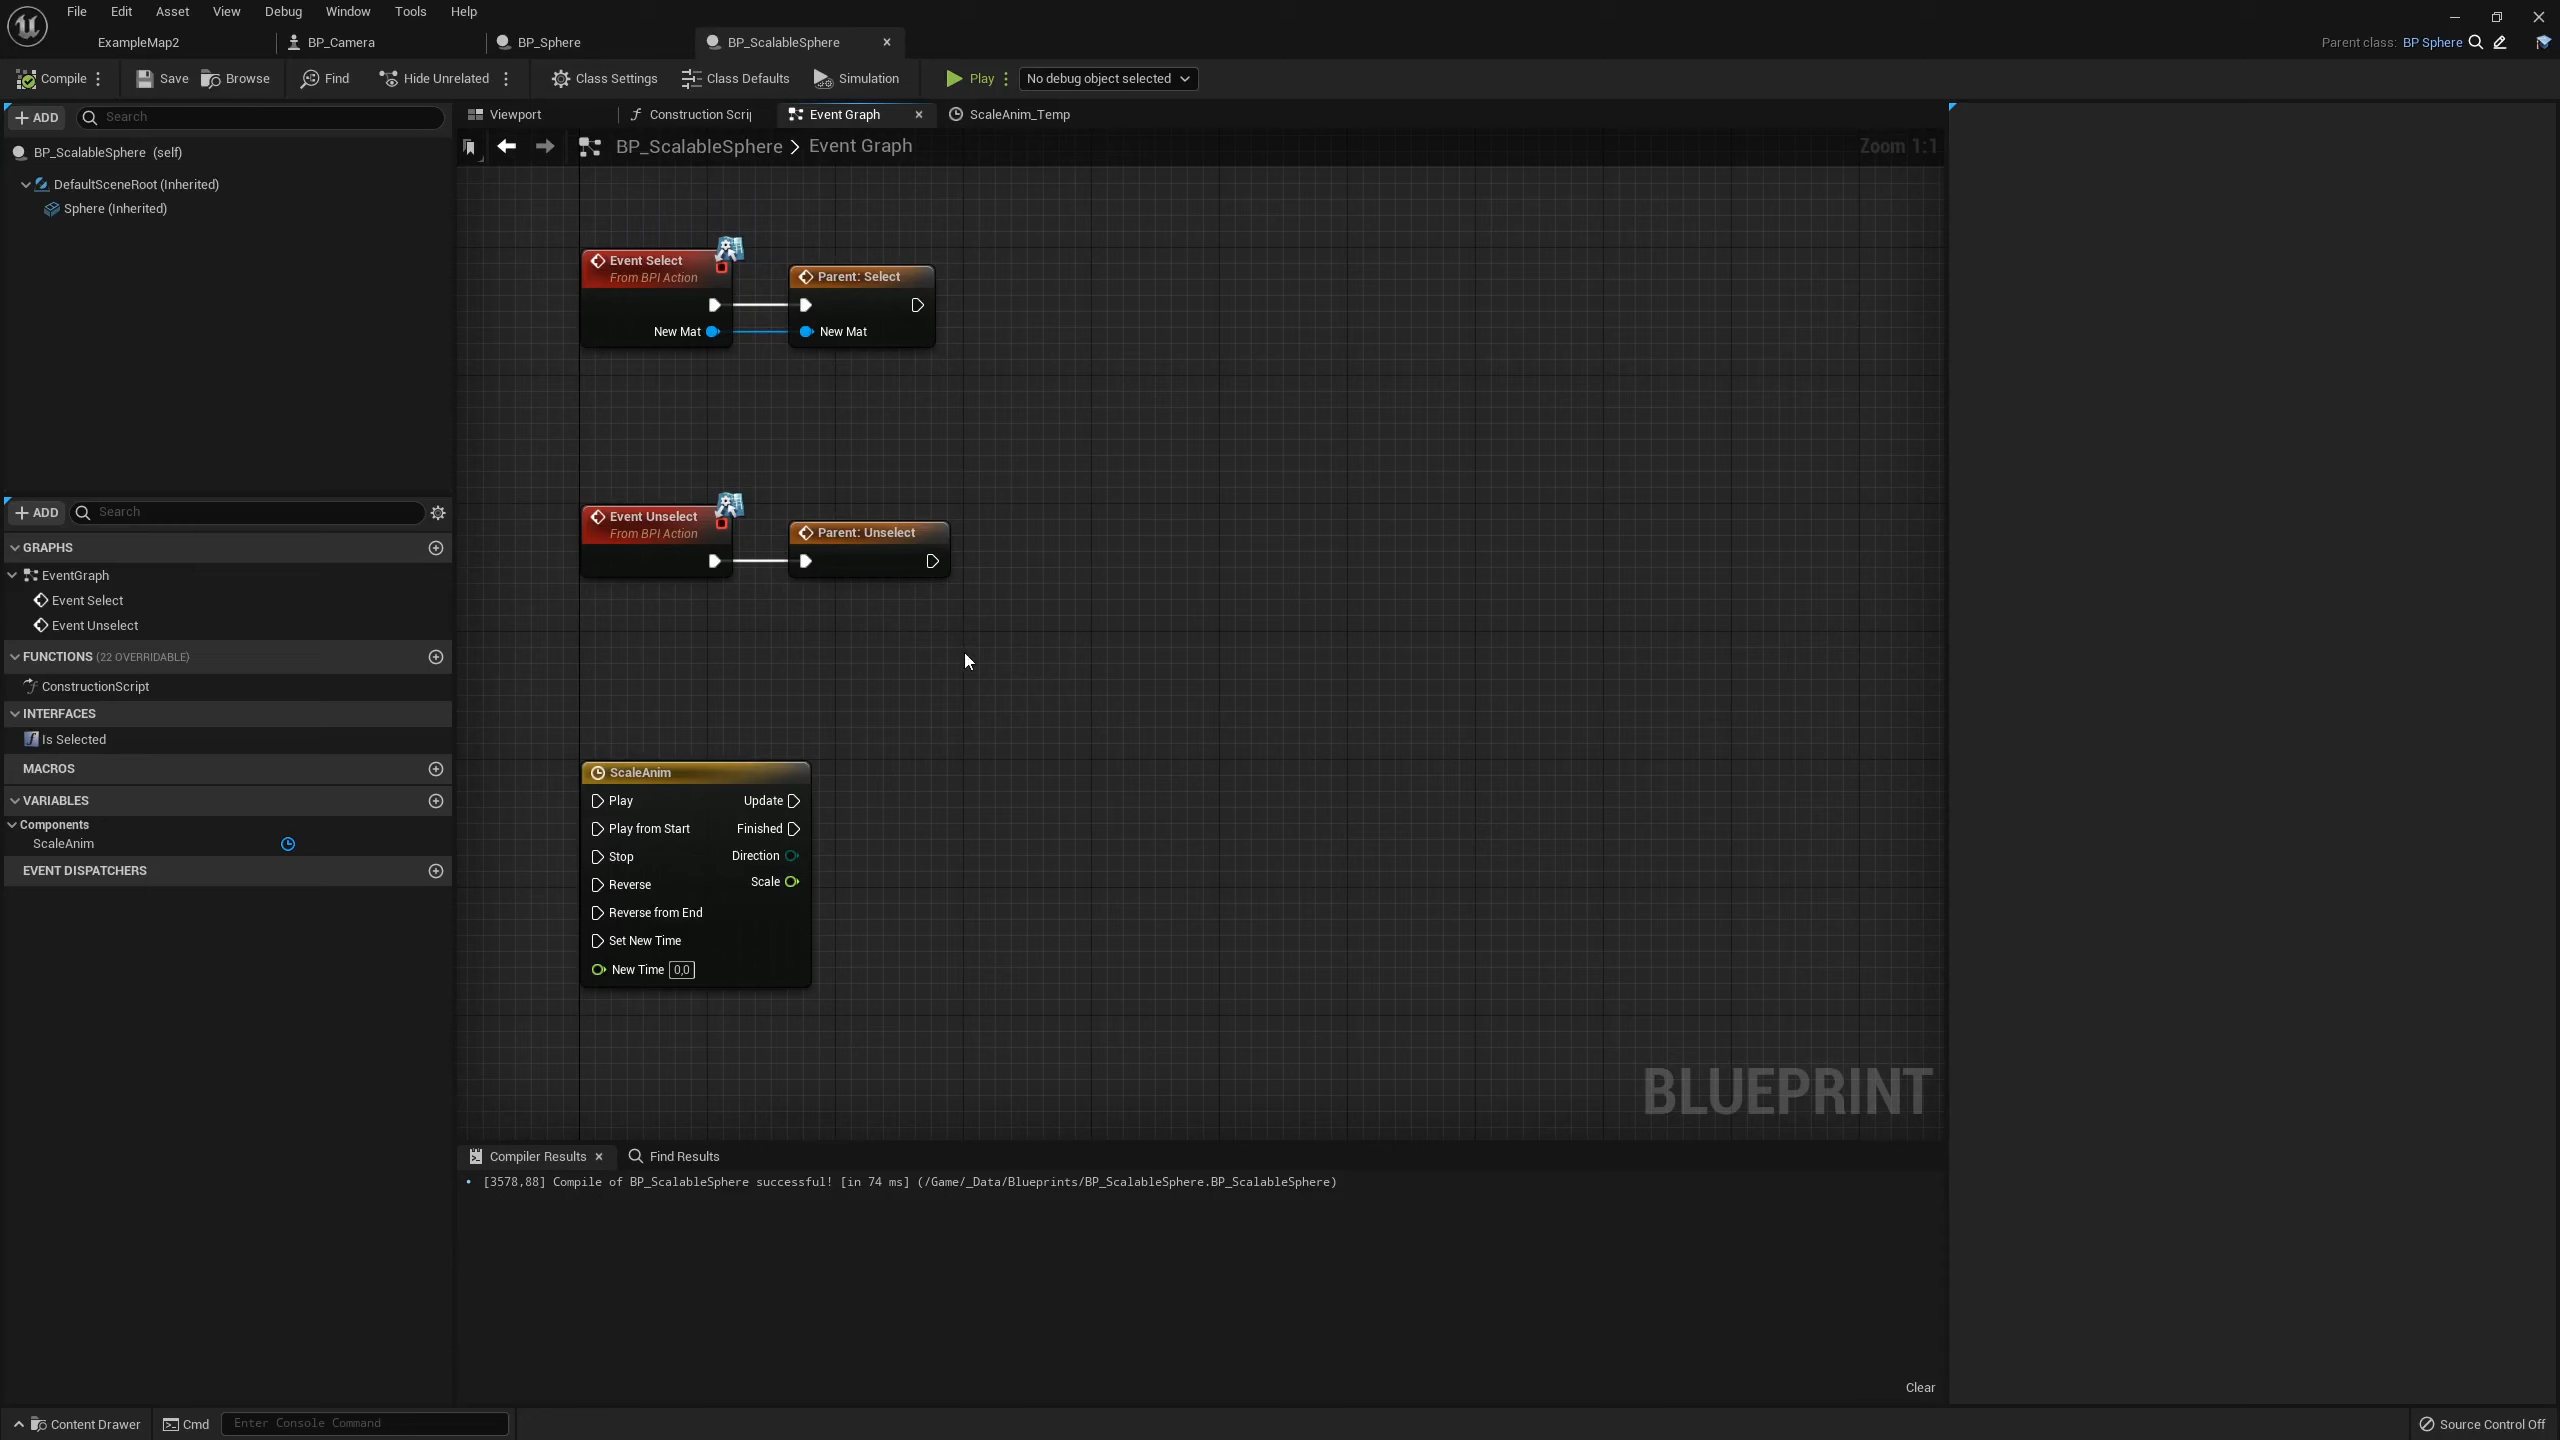 File Edit Asset View Debug Window Tools Help
ExampleMap2 BP_Camera BP_Sphere BP_ScalableSphere Parent class: BP Sphere
Compile Save Browse Find Hide Unrelated Class Settings Class Defaults Simulation Play No debug object selected
ADD Search
BP_ScalableSphere (self)
DefaultSceneRoot (Inherited)
Sphere (Inherited)
ADD Search
GRAPHS
EventGraph
Event Select
Event Unselect
FUNCTIONS (22 OVERRIDABLE)
ConstructionScript
INTERFACES
Is Selected
MACROS
VARIABLES
Components
ScaleAnim
EVENT DISPATCHERS
Viewport Construction Scrip Event Graph ScaleAnim_Temp
BP_ScalableSphere > Event Graph Zoom 1:1
Event Select
From BPI Action
New Mat
Parent: Select
New Mat
Event Unselect
From BPI Action
Parent: Unselect
ScaleAnim
Play Update
Play from Start Finished
Stop Direction
Reverse Scale
Reverse from End
Set New Time
New Time 0,0
BLUEPRINT
Compiler Results Find Results
• [3578,88] Compile of BP_ScalableSphere successful! [in 74 ms] (/Game/_Data/Blueprints/BP_ScalableSphere.BP_ScalableSphere)
Clear
Content Drawer Cmd Enter Console Command Source Control Off